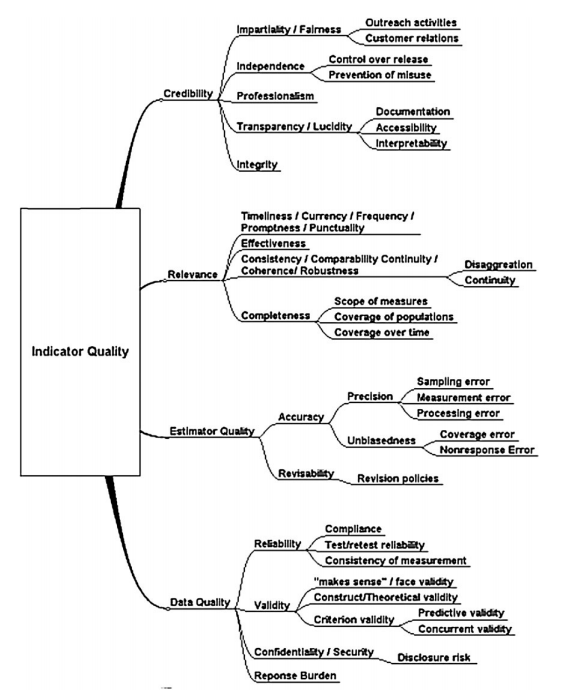 Indicator Quality
Credibility
Impartiality / Fairness
Outreach activities
Customer relations
Independence
Control over release
Prevention of misuse
Professionalism
Transparency / Lucidity
Documentation
Accessibility
Interpretability
Integrity
Relevance
Timeliness / Currency / Frequency /
Promptness / Punctuality
Effectiveness
Consistency / Comparability Continuity /
Coherence/ Robustness
Disaggreation
Continuity
Completeness
Scope of measures
Coverage of populations
Coverage over time
Estimator Quality
Accuracy
Precision
Sampling error
Measurement error
Processing error
Unbiasedness
Coverage error
Nonresponse Error
Revisability
Revision policies
Data Quality
Reliability
Compliance
Test/retest reliability
Consistency of measurement
Validity
"makes sense" / face validity
Construct/Theoretical validity
Criterion validity
Predictive validity
Concurrent validity
Confidentiality / Security
Disclosure risk
Reponse Burden